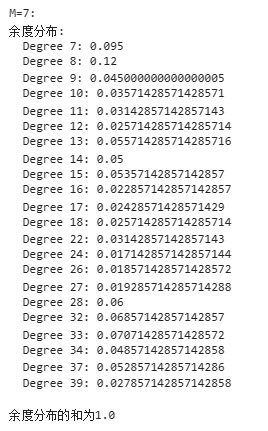 M=7:
余度分布:
Degree 7: 0.095
Degree 8: 0.12
Degree 9: 0.045000000000000005
Degree 10: 0.03571428571428571
Degree 11: 0.03142857142857143
Degree 12: 0.025714285714285714
Degree 13: 0.055714285714285716
Degree 14: 0.05
Degree 15: 0.05357142857142857
Degree 16: 0.022857142857142857
Degree 17: 0.02428571428571429
Degree 18: 0.025714285714285714
Degree 22: 0.03142857142857143
Degree 24: 0.017142857142857144
Degree 26: 0.018571428571428572
Degree 27: 0.019285714285714288
Degree 28: 0.06
Degree 32: 0.06857142857142857
Degree 33: 0.07071428571428572
Degree 34: 0.04857142857142858
Degree 37: 0.05285714285714286
Degree 39: 0.027857142857142858
余度分布的和为1.0